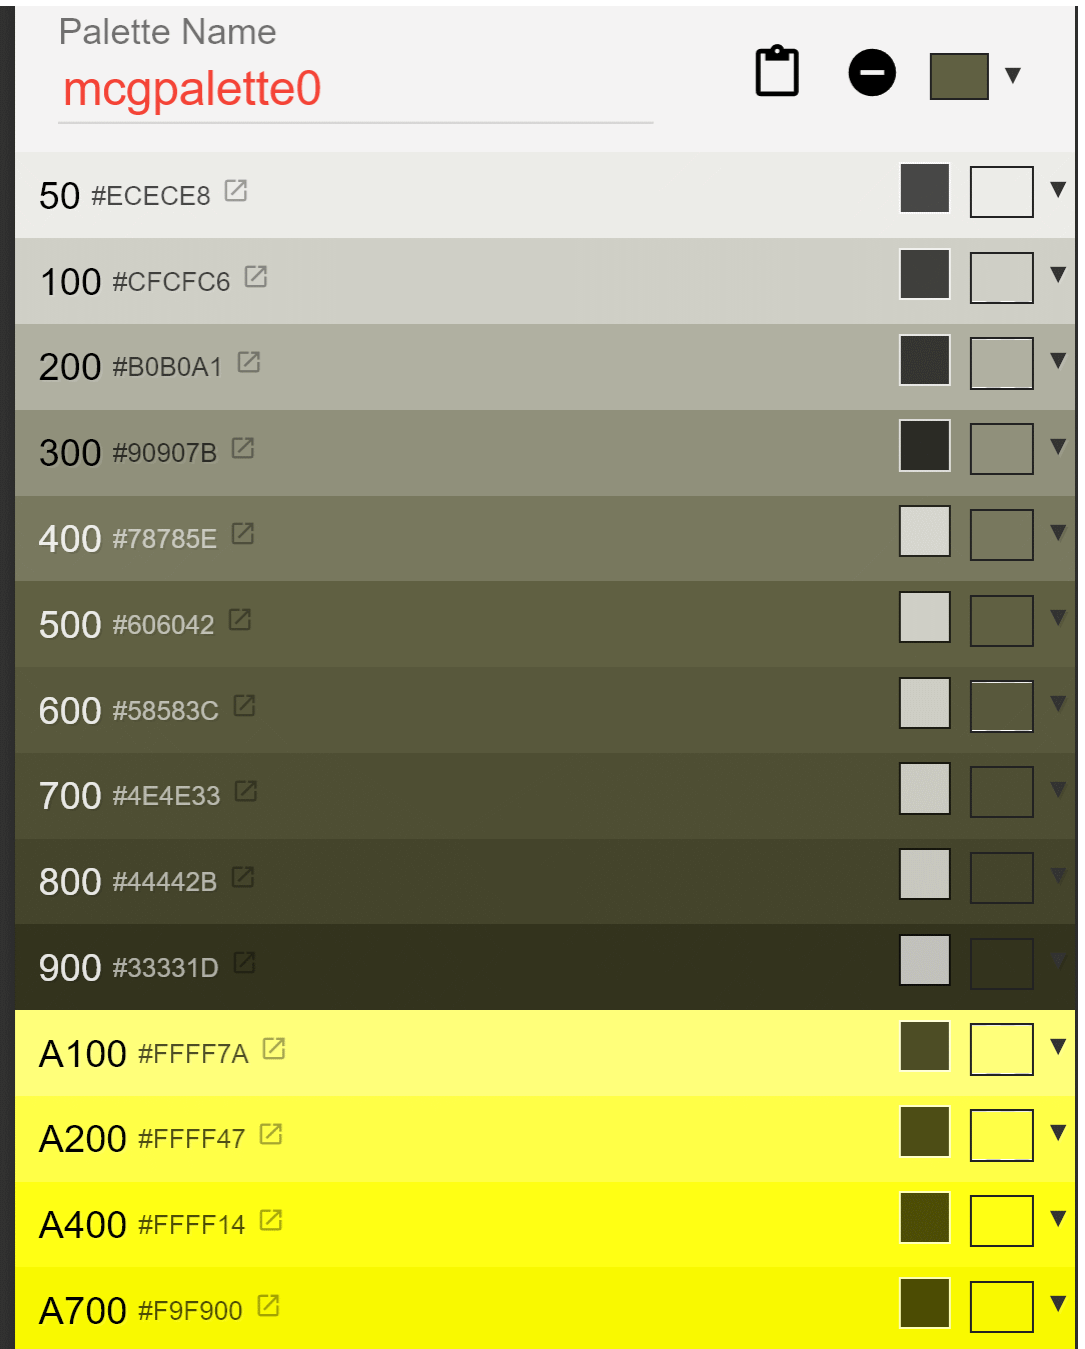 Palette Name
mcgpalette0
50 #ECECE8
100 #CFCFC6
200 #B0B0A1
300 #90907B
400 #78785E
500 #606042
600 #58583C
700 #4E4E33
800 #44442B
900 #33331D
A100 #FFFF7A
A200 #FFFF47
A400 #FFFF14
A700 #F9F900